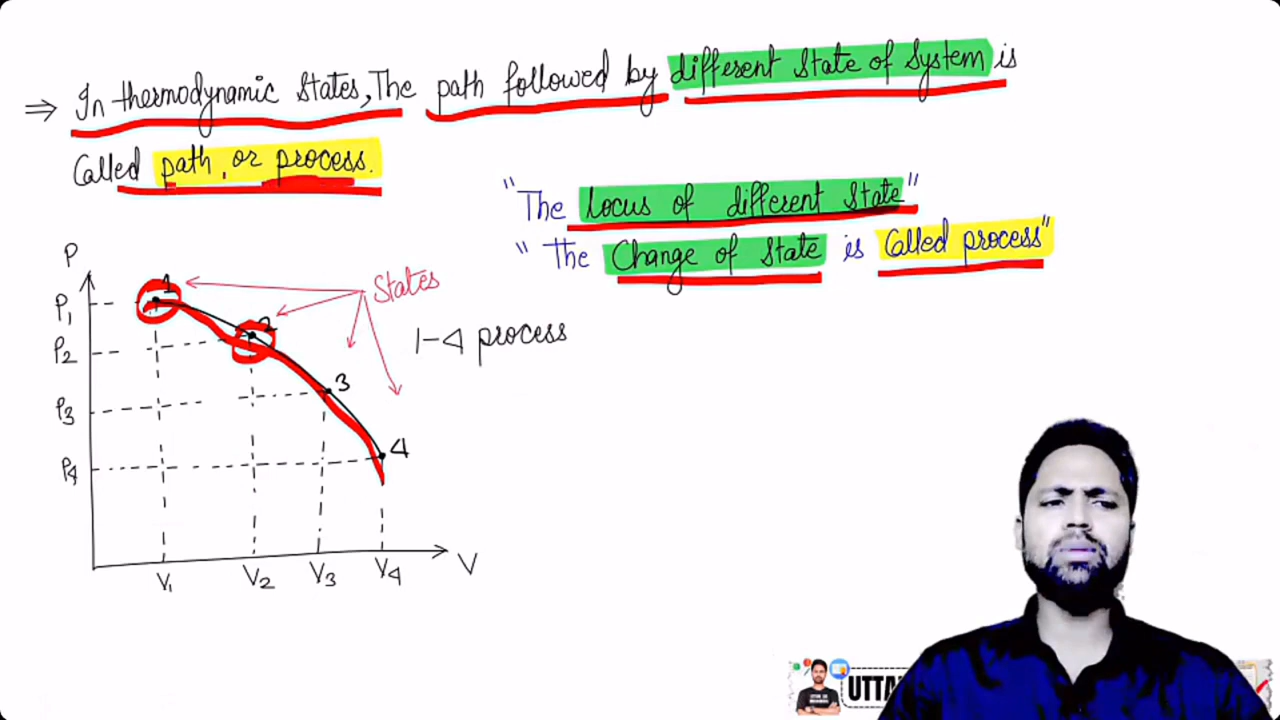 ⇒ In thermodynamic States, The path followed by different State of System is
Called path, or process.
"The locus of different State"
"The Change of State is Called process"
P
1
States
P1
2
1-4 process
P2
3
P3
4
P4
V1 V2 V3 V4 V